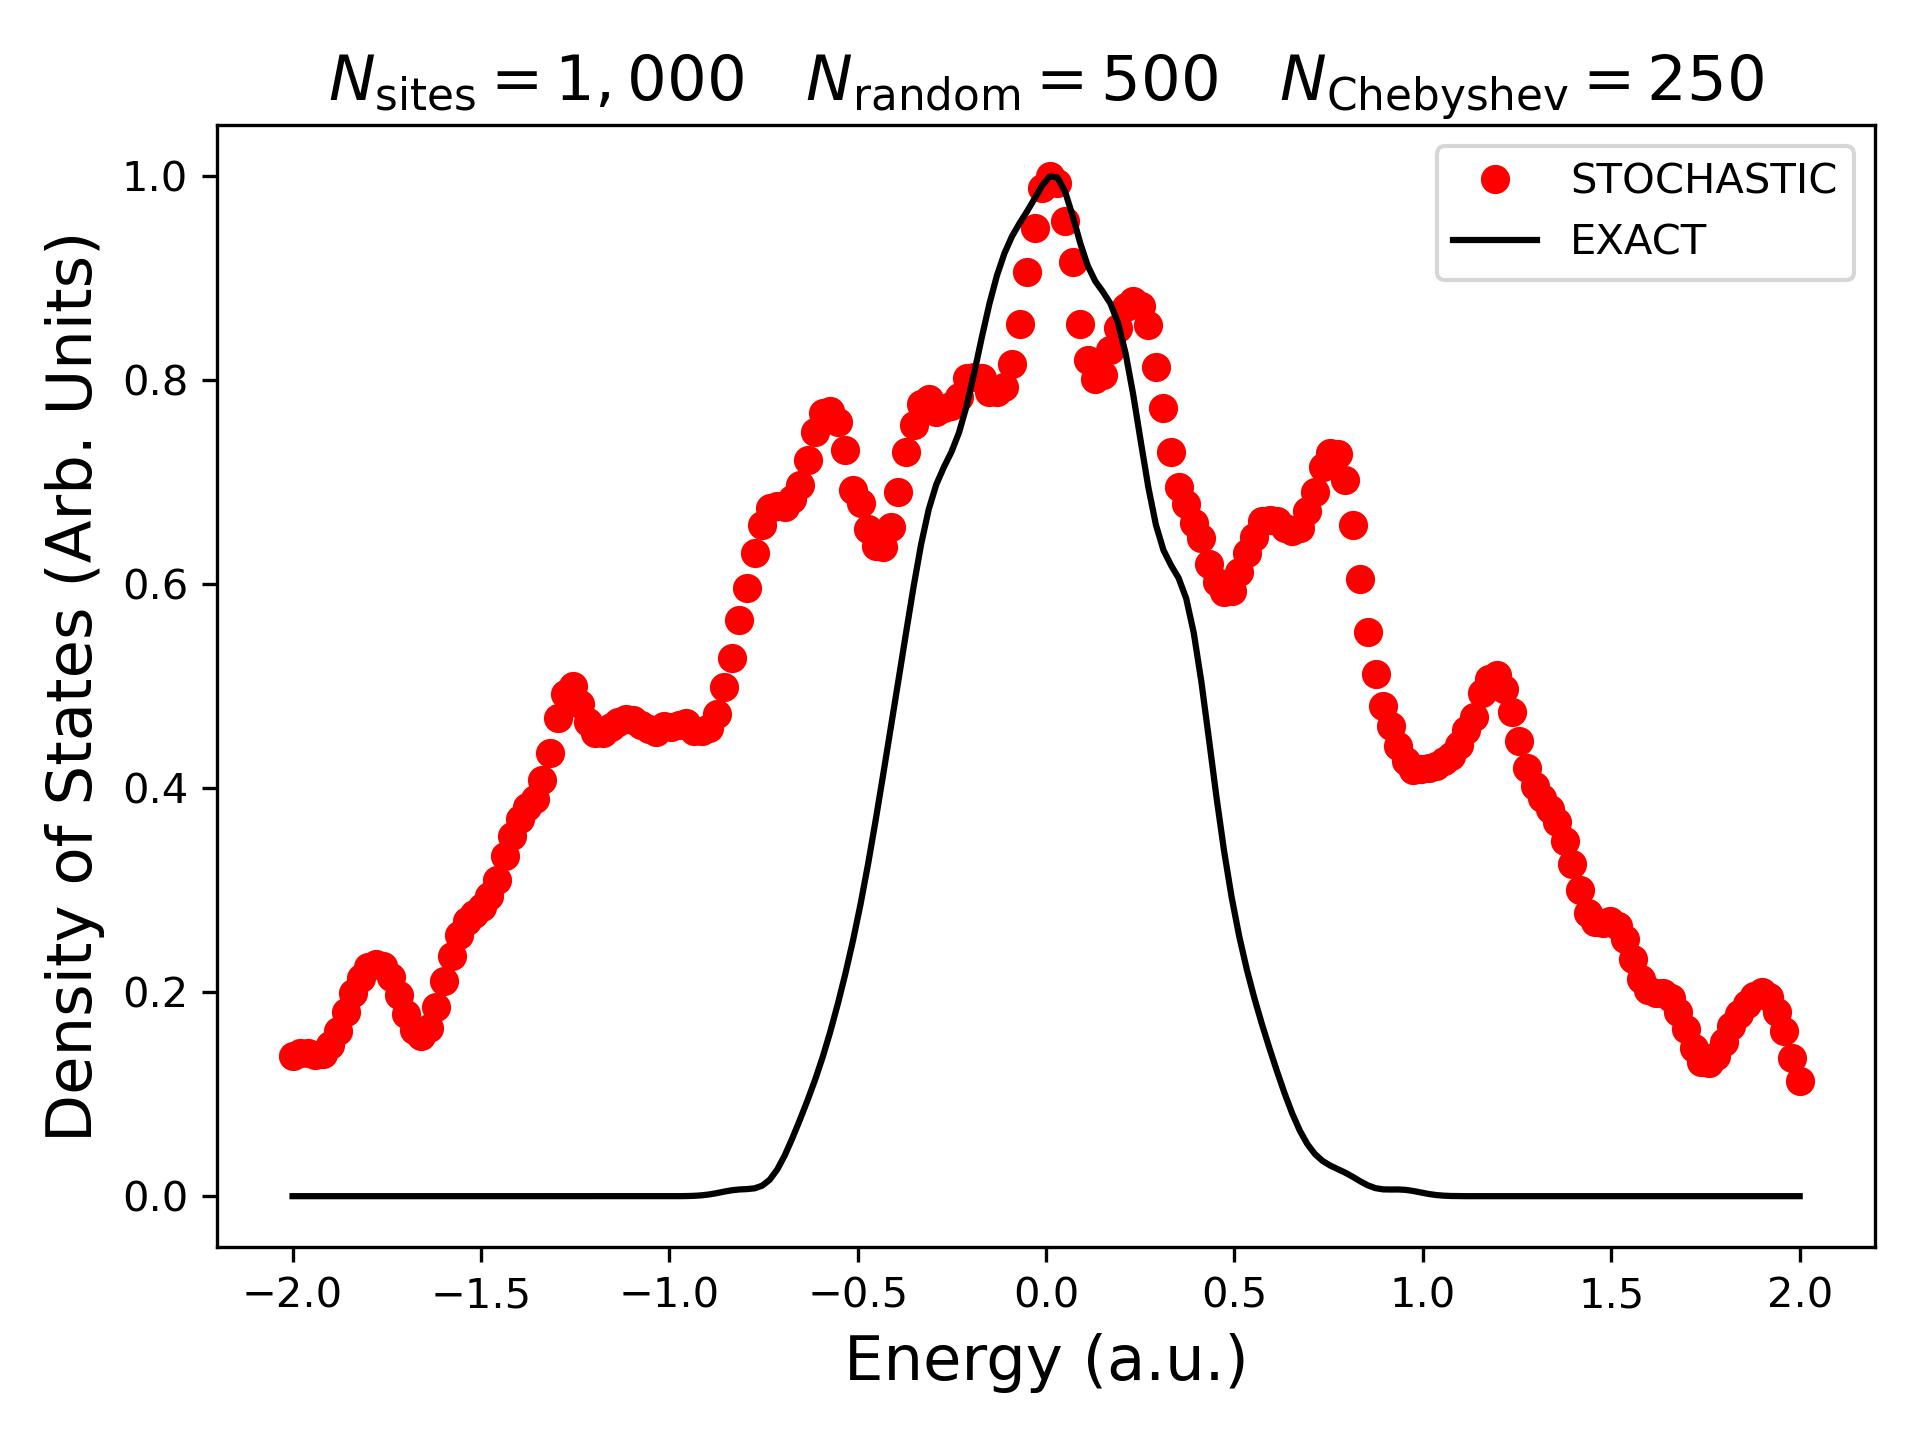 N_sites = 1,000 N_random = 500 N_Chebyshev = 250
STOCHASTIC
EXACT
Density of States (Arb. Units)
1.0
0.8
0.6
0.4
0.2
0.0
−2.0 −1.5 −1.0 −0.5 0.0 0.5 1.0 1.5 2.0
Energy (a.u.)